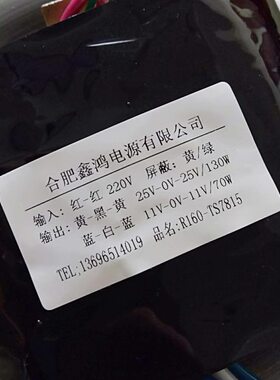 合肥鑫鸿电源有限公司
输入: 红-红 220V 屏蔽: 黄/绿
输出: 黄-黑-黄 25V-0V-25V/130W
蓝-白-蓝 11V-0V-11V/70W
TEL;13696514019 品名:R160-TS7815